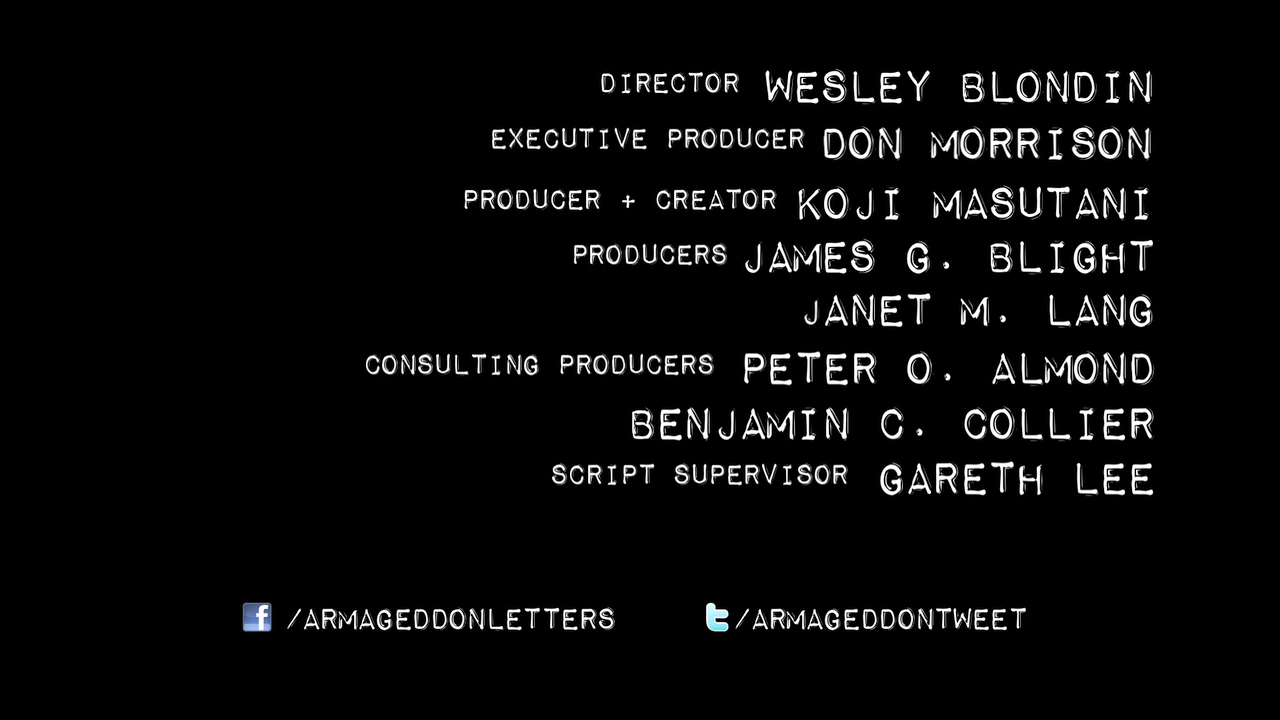 DIRECTOR WESLEY BLONDIN
EXECUTIVE PRODUCER DON MORRISON
PRODUCER + CREATOR KOJI MASUTANI
PRODUCERS JAMES G. BLIGHT
JANET M. LANG
CONSULTING PRODUCERS PETER O. ALMOND
BENJAMIN C. COLLIER
SCRIPT SUPERVISOR GARETH LEE
/ARMAGEDDONLETTERS /ARMAGEDDONTWEET